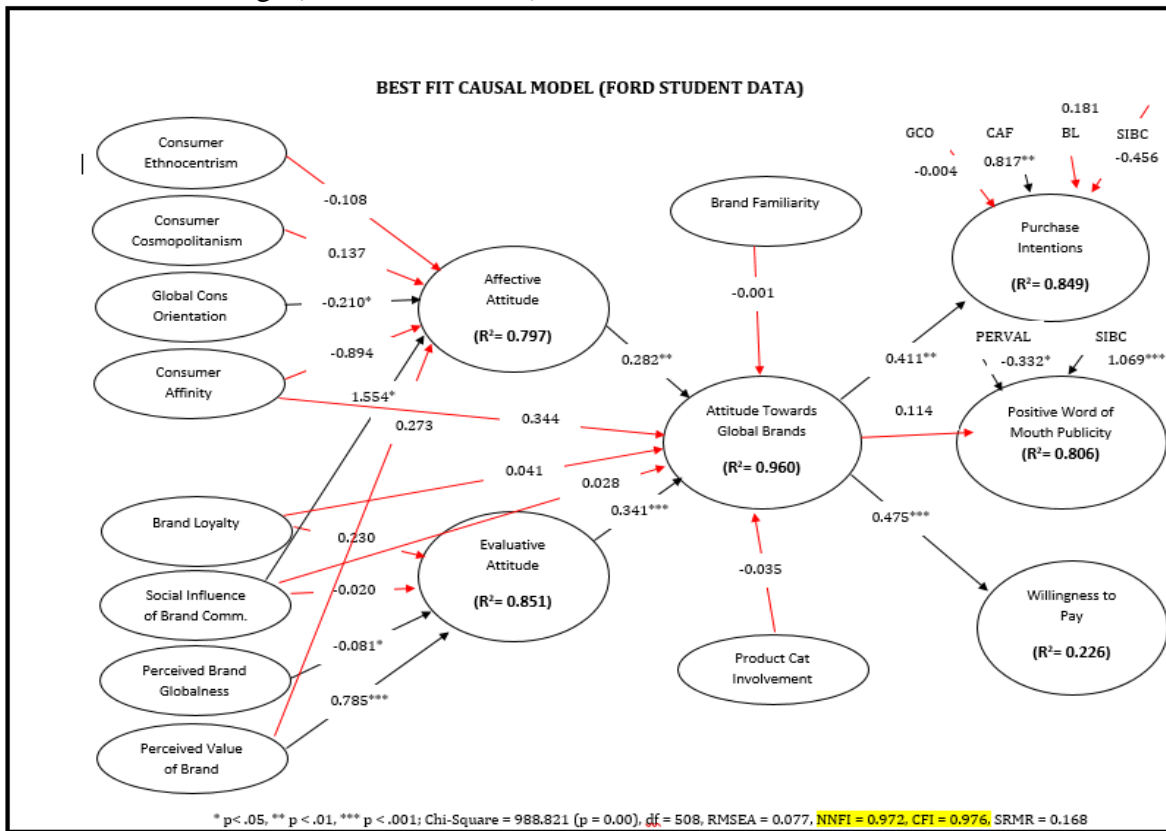 BEST FIT CAUSAL MODEL (FORD STUDENT DATA)
Consumer
Ethnocentrism
Consumer
Cosmopolitanism
Global Cons
Orientation
Consumer
Affinity
Brand Loyalty
Social Influence
of Brand Comm.
Perceived Brand
Globalness
Perceived Value
of Brand
-0.108
0.137
-0.210*
-0.894
1.554*
0.273
0.230
-0.020
-0.081*
0.785***
Affective
Attitude
(R²= 0.797)
Evaluative
Attitude
(R²= 0.851)
0.282**
0.344
0.041
0.028
0.341***
Brand Familiarity
-0.001
Attitude Towards
Global Brands
(R²= 0.960)
-0.035
Product Cat
Involvement
0.411**
0.114
0.475***
0.181
GCO CAF BL SIBC
-0.004 0.817** -0.456
Purchase
Intentions
(R²= 0.849)
PERVAL SIBC
-0.332* 1.069***
Positive Word of
Mouth Publicity
(R²= 0.806)
Willingness to
Pay
(R²= 0.226)
* p< .05, ** p < .01, *** p < .001; Chi-Square = 988.821 (p = 0.00), df = 508, RMSEA = 0.077, NNFI = 0.972, CFI = 0.976, SRMR = 0.168